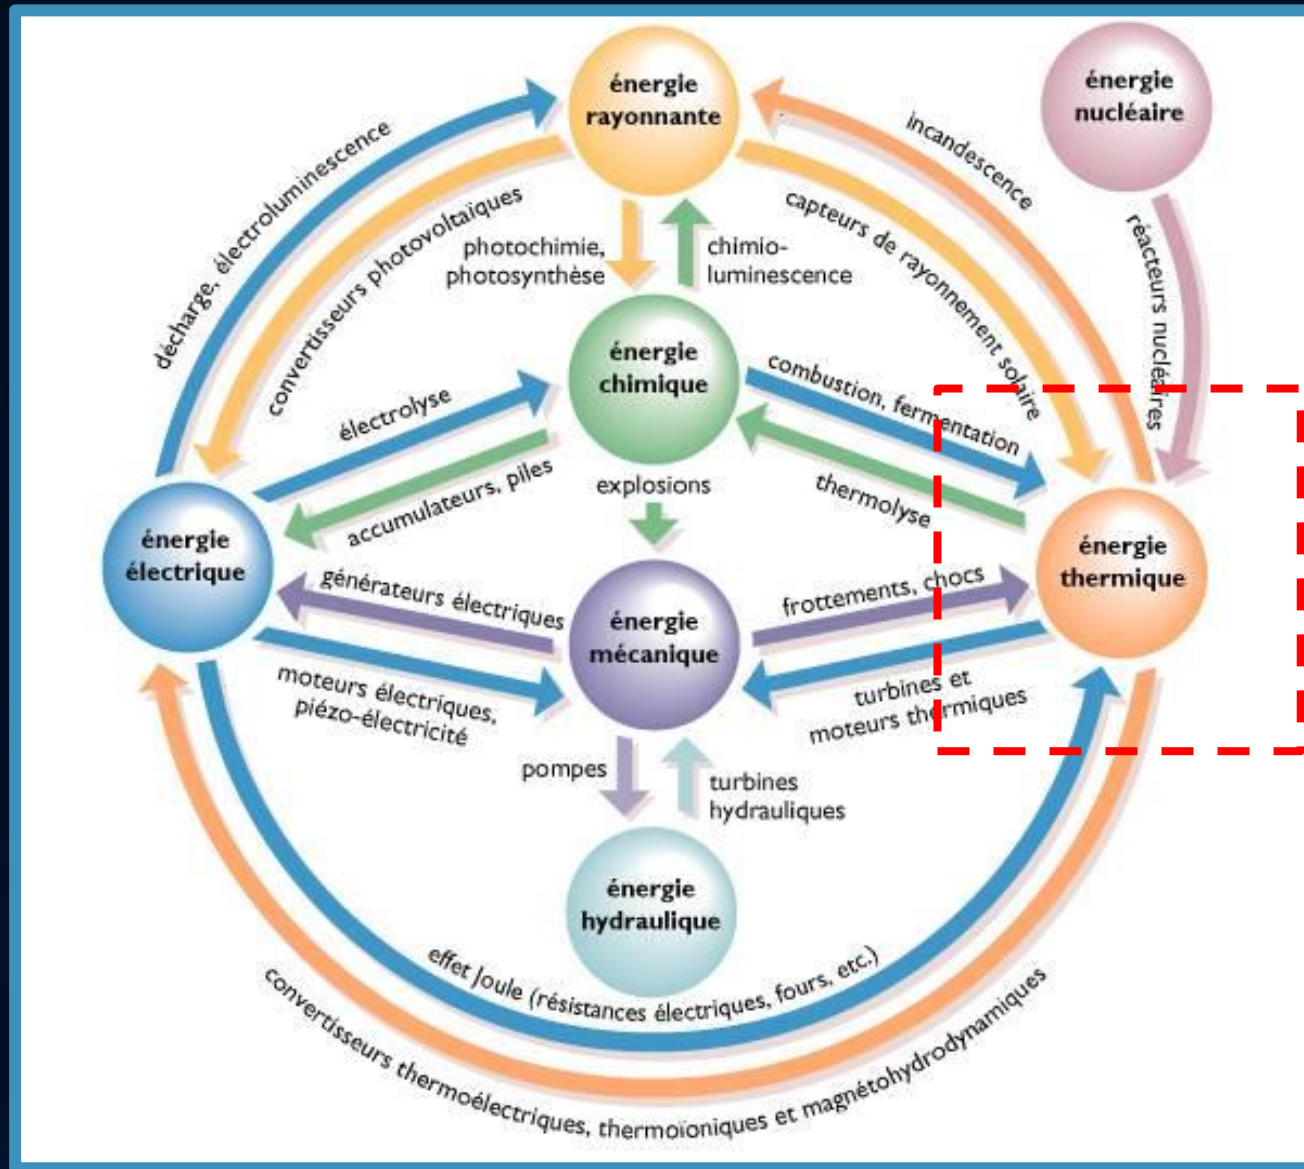 énergie
rayonnante
énergie
nucléaire
décharge, électroluminescence
convertisseurs photovoltaïques
photochimie,
photosynthèse
chimio-
luminescence
capteurs de rayonnement solaire
incandescence
réacteurs nucléaires
énergie
chimique
électrolyse
accumulateurs, piles
explosions
combustion, fermentation
thermolyse
énergie
électrique
énergie
thermique
générateurs électriques
moteurs électriques,
piézo-électricité
énergie
mécanique
frottements, chocs
turbines et
moteurs thermiques
pompes
turbines
hydrauliques
énergie
hydraulique
effet Joule (résistances électriques, fours, etc.)
convertisseurs thermoélectriques, thermoïoniques et magnétohydrodynamiques